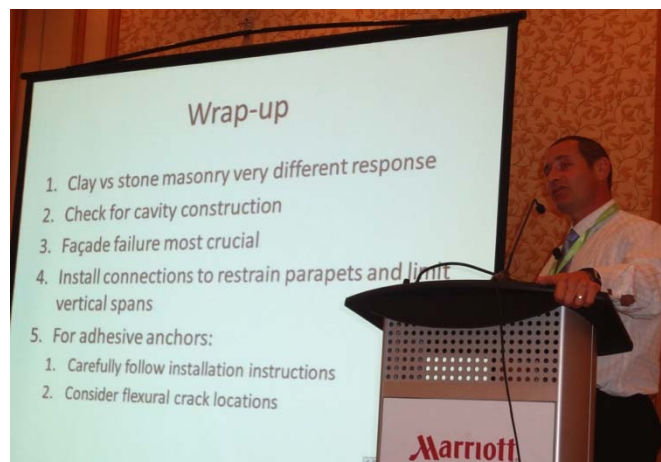 Wrap-up
1. Clay vs stone masonry very different response
2. Check for cavity construction
3. Façade failure most crucial
4. Install connections to restrain parapets and limit
vertical spans
5. For adhesive anchors:
1. Carefully follow installation instructions
2. Consider flexural crack locations
Marriott